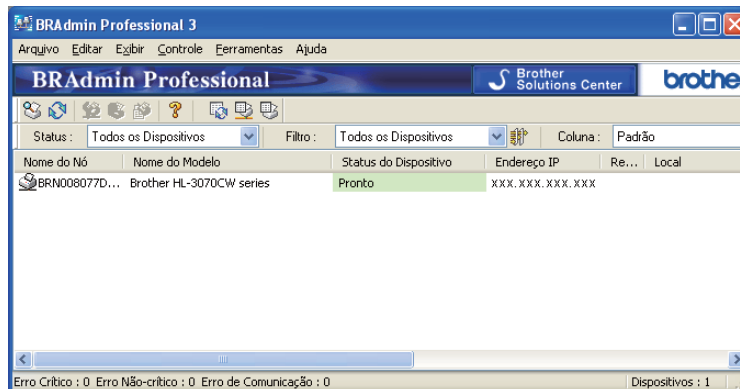 BRAdmin Professional 3
Arquivo Editar Exibir Controle Ferramentas Ajuda
BRAdmin Professional Brother Solutions Center brothe
Status : Todos os Dispositivos Filtro : Todos os Dispositivos Coluna : Padrão
Nome do Nó Nome do Modelo Status do Dispositivo Endereço IP Re... Local
BRN008077D... Brother HL-3070CW series Pronto XXX.XXX.XXX.XXX
Erro Crítico : 0 Erro Não-crítico : 0 Erro de Comunicação : 0 Dispositivos : 1